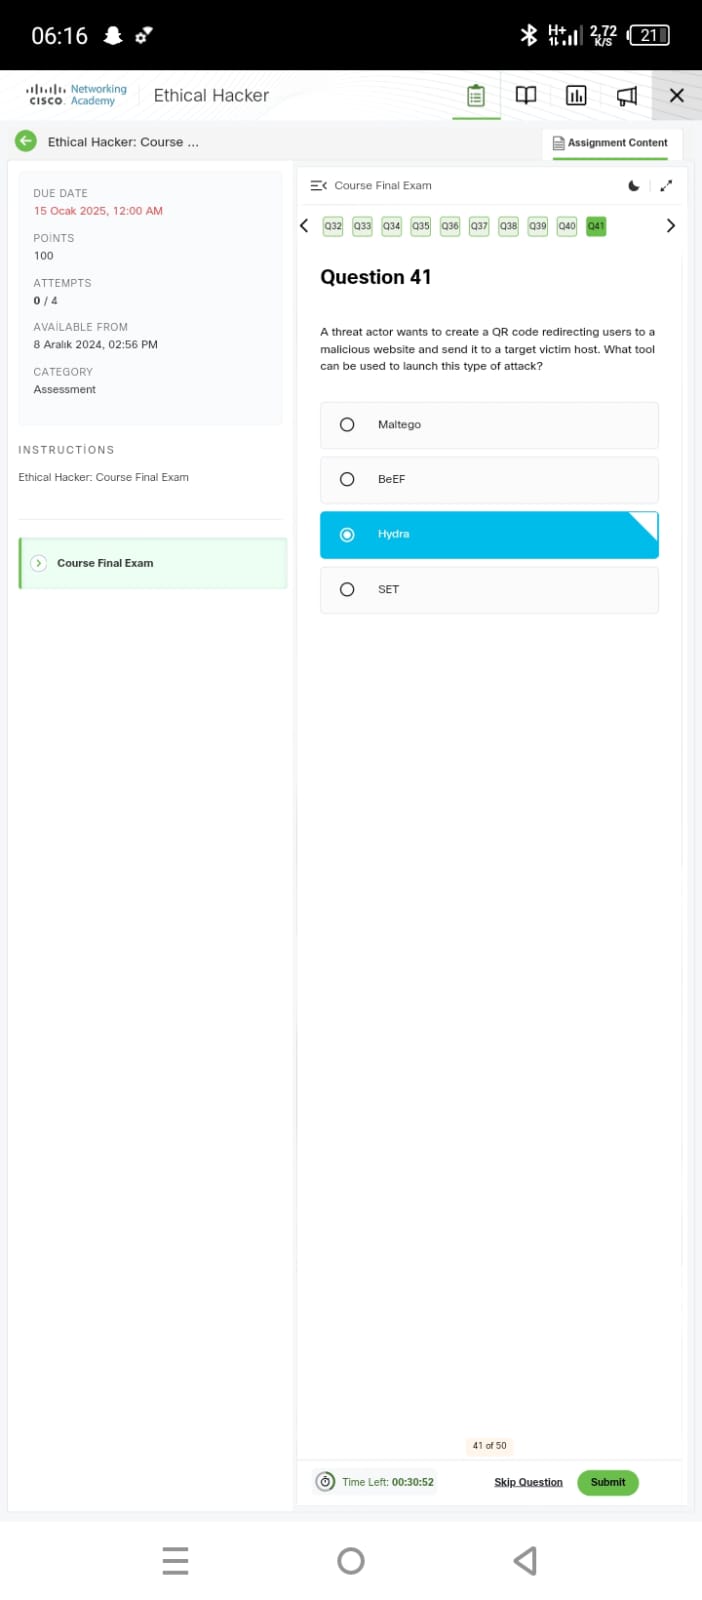 06:16
H+
2,72
K/S
21
CISCO. Networking Academy
Ethical Hacker
Ethical Hacker: Course ...
Assignment Content
DUE DATE
15 Ocak 2025, 12:00 AM
POİNTS
100
ATTEMPTS
0 / 4
AVAİLABLE FROM
8 Aralık 2024, 02:56 PM
CATEGORY
Assessment
INSTRUCTİONS
Ethical Hacker: Course Final Exam
Course Final Exam
Course Final Exam
Q32 Q33 Q34 Q35 Q36 Q37 Q38 Q39 Q40 Q41
Question 41
A threat actor wants to create a QR code redirecting users to a
malicious website and send it to a target victim host. What tool
can be used to launch this type of attack?
Maltego
BeEF
Hydra
SET
41 of 50
Time Left: 00:30:52
Skip Question
Submit